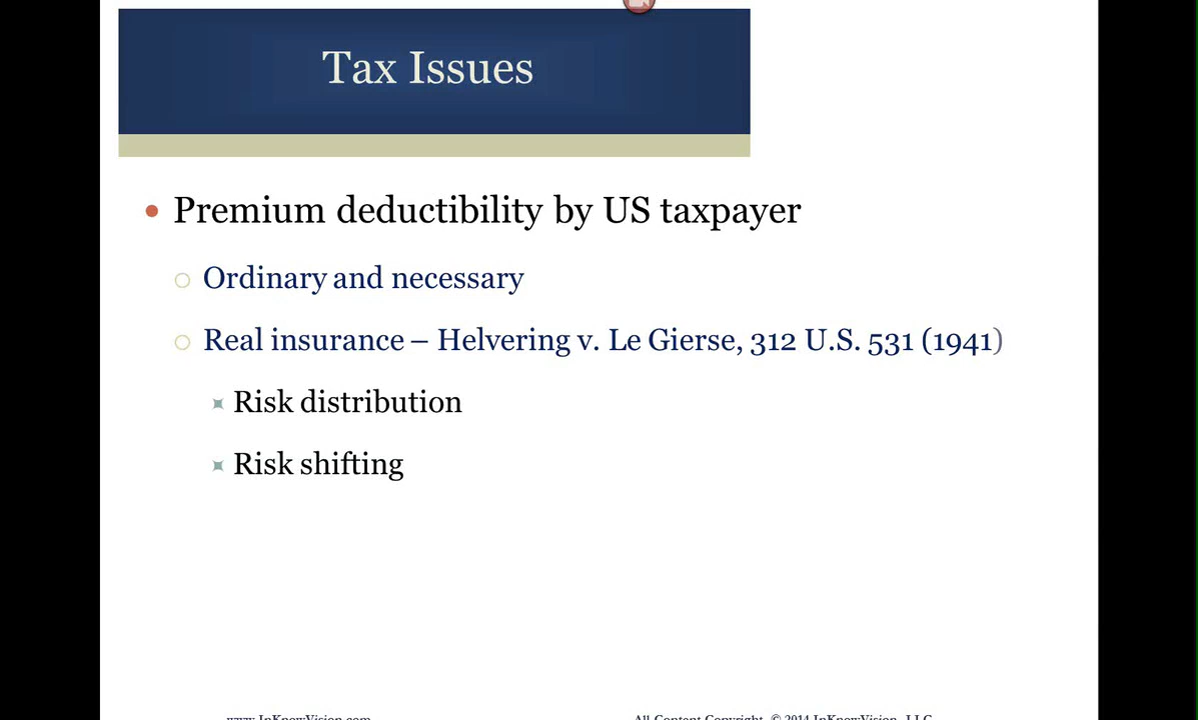 Tax Issues
Premium deductibility by US taxpayer
Ordinary and necessary
Real insurance – Helvering v. Le Gierse, 312 U.S. 531 (1941)
Risk distribution
Risk shifting
www.InKnowVision.com All Content Copyright © 2014 InKnowVision, LLC